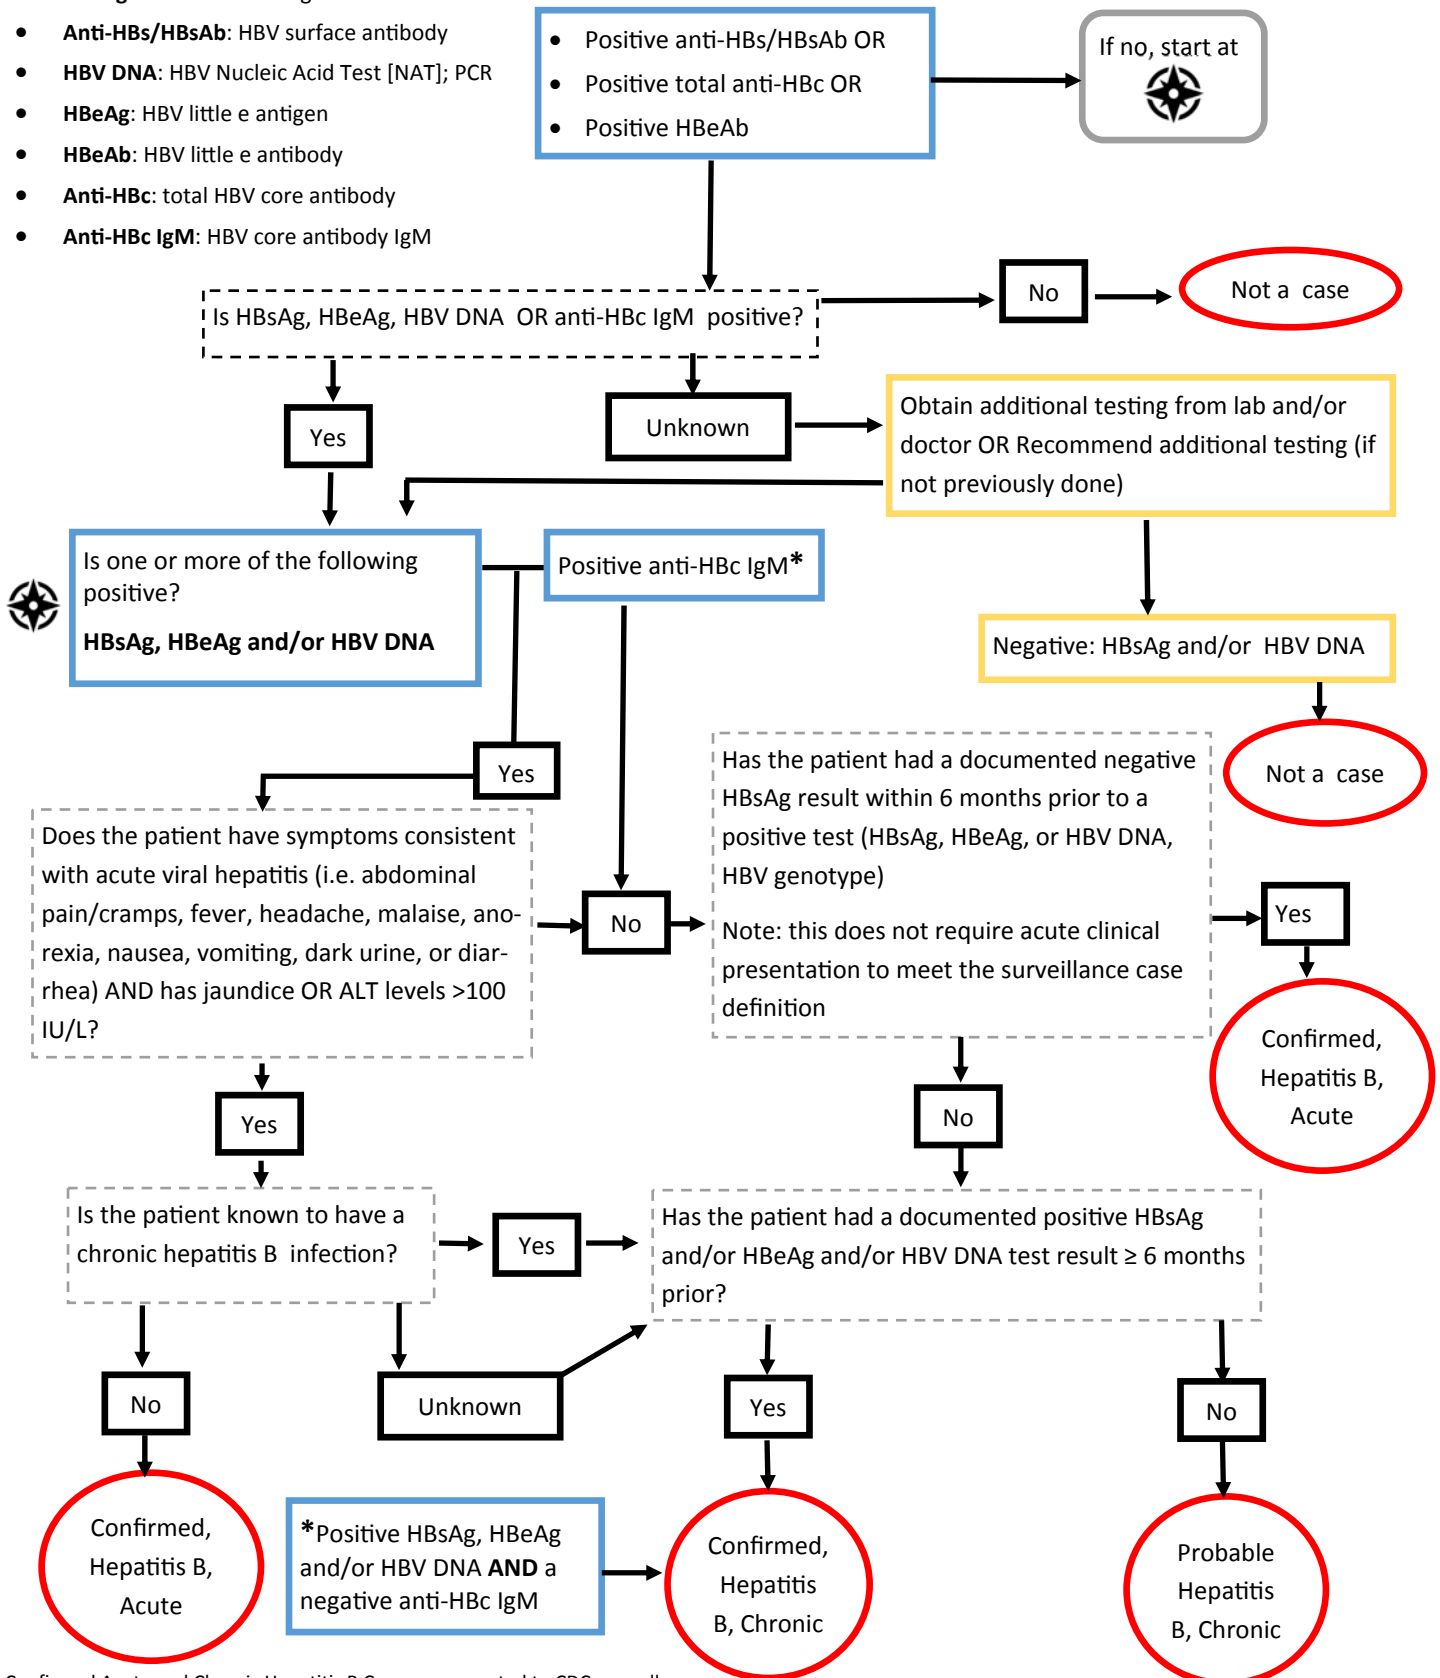 • Anti-HBs/HBsAb: HBV surface antibody
• HBV DNA: HBV Nucleic Acid Test [NAT]; PCR
• HBeAg: HBV little e antigen
• HBeAb: HBV little e antibody
• Anti-HBc: total HBV core antibody
• Anti-HBc IgM: HBV core antibody IgM
• Positive anti-HBs/HBsAb OR
• Positive total anti-HBc OR
• Positive HBeAb
If no, start at
Is HBsAg, HBeAg, HBV DNA OR anti-HBc IgM positive?
No
Not a case
Yes
Unknown
Obtain additional testing from lab and/or
doctor OR Recommend additional testing (if
not previously done)
Is one or more of the following
positive?
HBsAg, HBeAg and/or HBV DNA
Positive anti-HBc IgM*
Negative: HBsAg and/or HBV DNA
Not a case
Yes
Does the patient have symptoms consistent
with acute viral hepatitis (i.e. abdominal
pain/cramps, fever, headache, malaise, ano-
rexia, nausea, vomiting, dark urine, or diar-
rhea) AND has jaundice OR ALT levels >100
IU/L?
No
Has the patient had a documented negative
HBsAg result within 6 months prior to a
positive test (HBsAg, HBeAg, or HBV DNA,
HBV genotype)
Note: this does not require acute clinical
presentation to meet the surveillance case
definition
Yes
Confirmed,
Hepatitis B,
Acute
Yes
No
Is the patient known to have a
chronic hepatitis B infection?
Yes
Has the patient had a documented positive HBsAg
and/or HBeAg and/or HBV DNA test result ≥ 6 months
prior?
No
Unknown
Yes
No
Confirmed,
Hepatitis B,
Acute
*Positive HBsAg, HBeAg
and/or HBV DNA AND a
negative anti-HBc IgM
Confirmed,
Hepatitis
B, Chronic
Probable
Hepatitis
B, Chronic